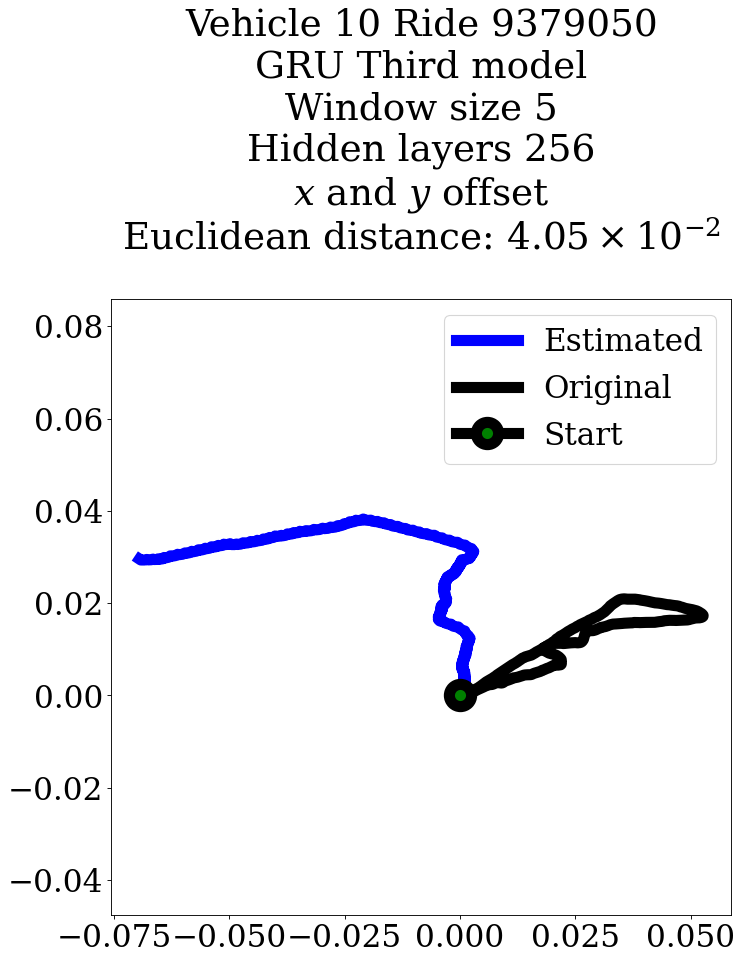 Vehicle 10 Ride 9379050
GRU Third model
Window size 5
Hidden layers 256
x and y offset
Euclidean distance: 4.05 × 10⁻²
Estimated
Original
Start
0.08
0.06
0.04
0.02
0.00
−0.02
−0.04
−0.075 −0.050 −0.025 0.000 0.025 0.050